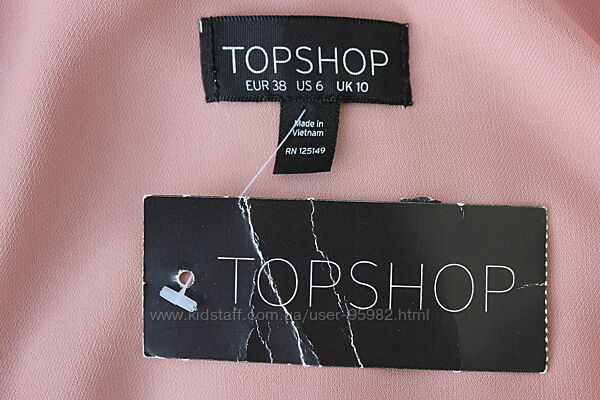 TOPSHOP
EUR 38 US 6 UK 10
Made in
Vietnam
RN 125149
TOPSHOP
www.kidstaff.com.ua/user-95982.html